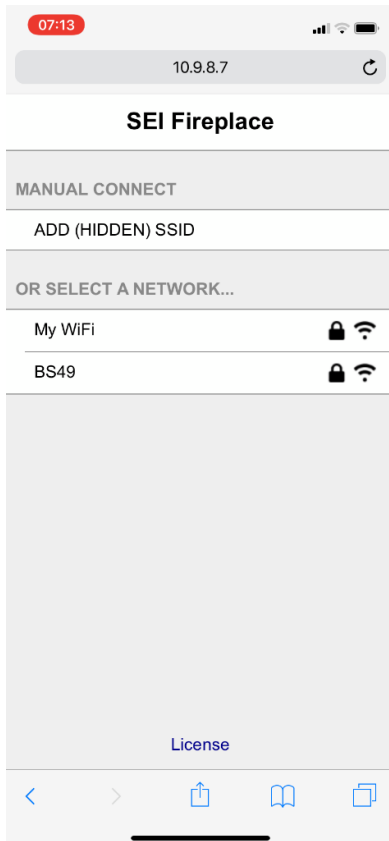 07:13
10.9.8.7
SEI Fireplace
MANUAL CONNECT
ADD (HIDDEN) SSID
OR SELECT A NETWORK...
My WiFi
BS49
License